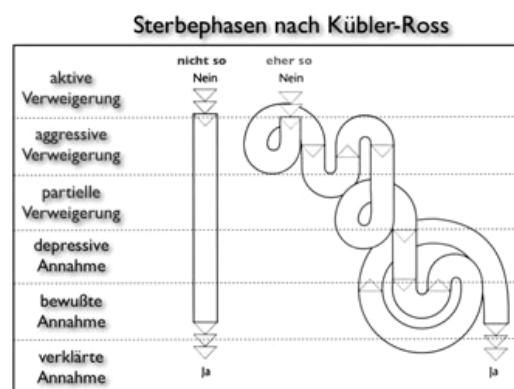 Sterbephasen nach Kübler-Ross
nicht so
eher so
Nein
Nein
aktive
Verweigerung
aggressive
Verweigerung
partielle
Verweigerung
depressive
Annahme
bewußte
Annahme
verklärte
Annahme
Ja
Ja